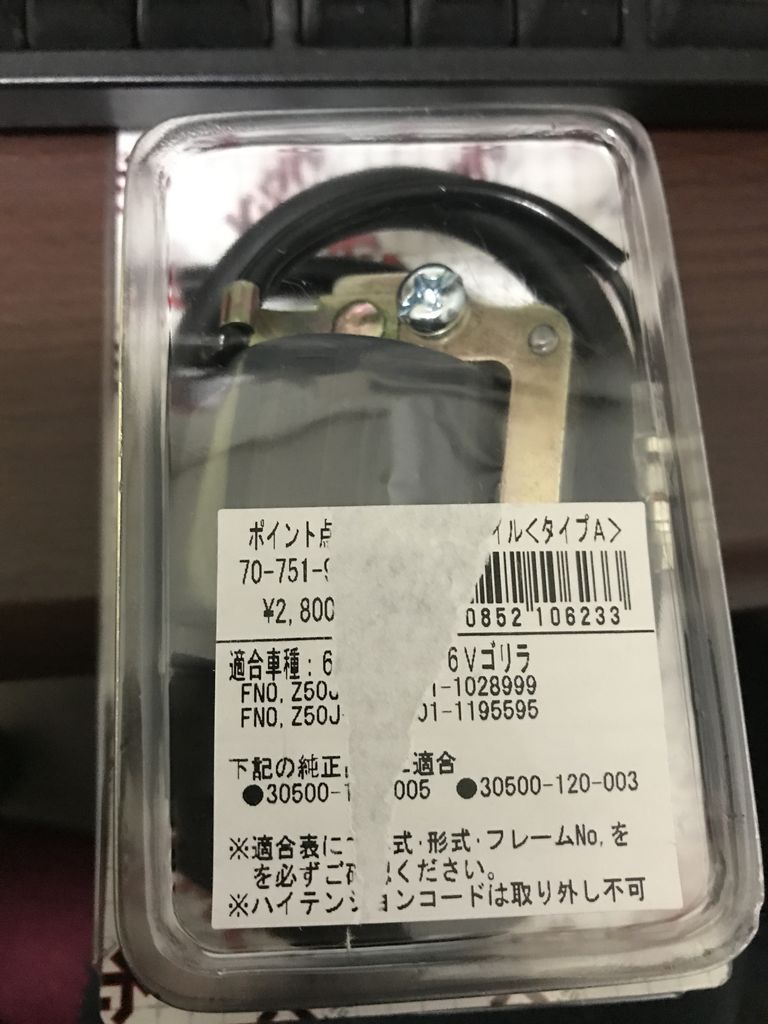 ポイント点 イル<タイプA>
70-751-9
¥2,800 0852 106233
適合車種：6 6Vゴリラ
FNO, Z50J 1-1028999
FNO, Z50J- 01-1195595
下記の純正 適合
●30500-1 005 ●30500-120-003
※適合表に 式・形式・フレームNo,を
を必ずご確認ください。
※ハイテンションコードは取り外し不可